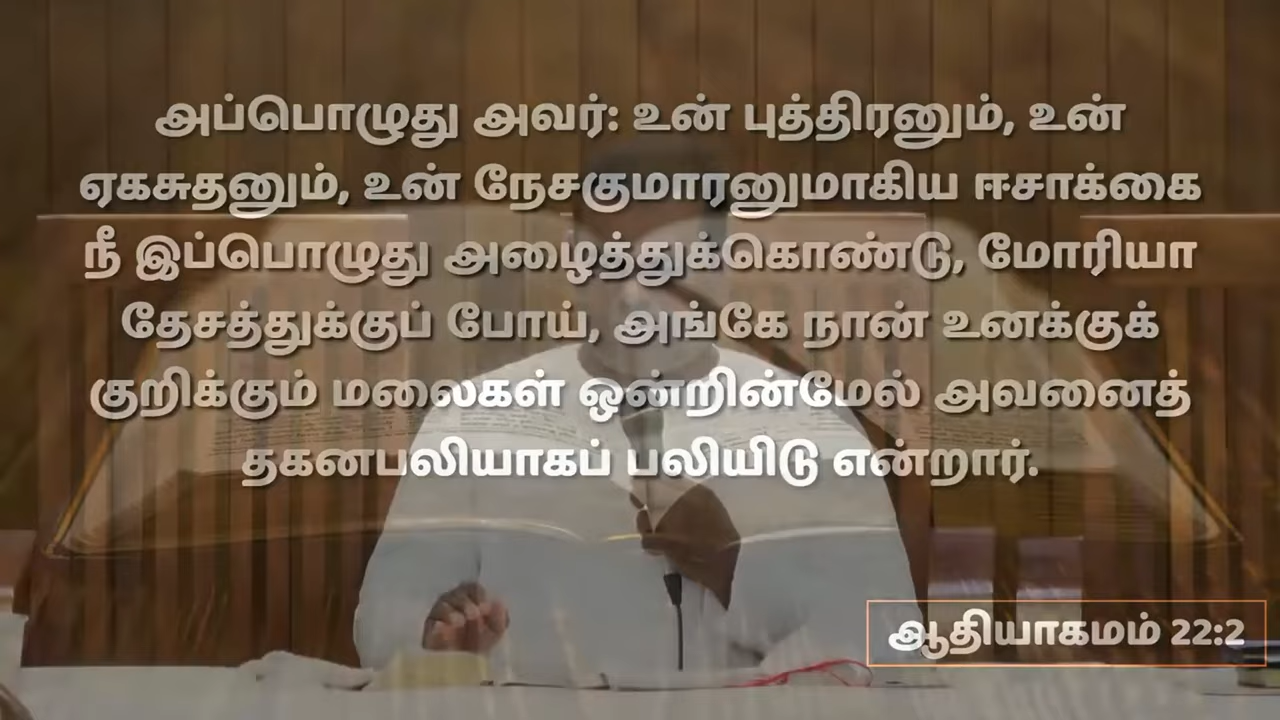 அப்பொழுது அவர்: உன் புத்திரனும், உன்
ஏகசுதனும், உன் நேசகுமாரனுமாகிய ஈசாக்கை
நீ இப்பொழுது அழைத்துக்கொண்டு, மோரியா
தேசத்துக்குப் போய், அங்கே நான் உனக்குக்
குறிக்கும் மலைகள் ஒன்றின்மேல் அவனைத்
தகனபலியாகப் பலியிடு என்றார்.
ஆதியாகமம் 22:2